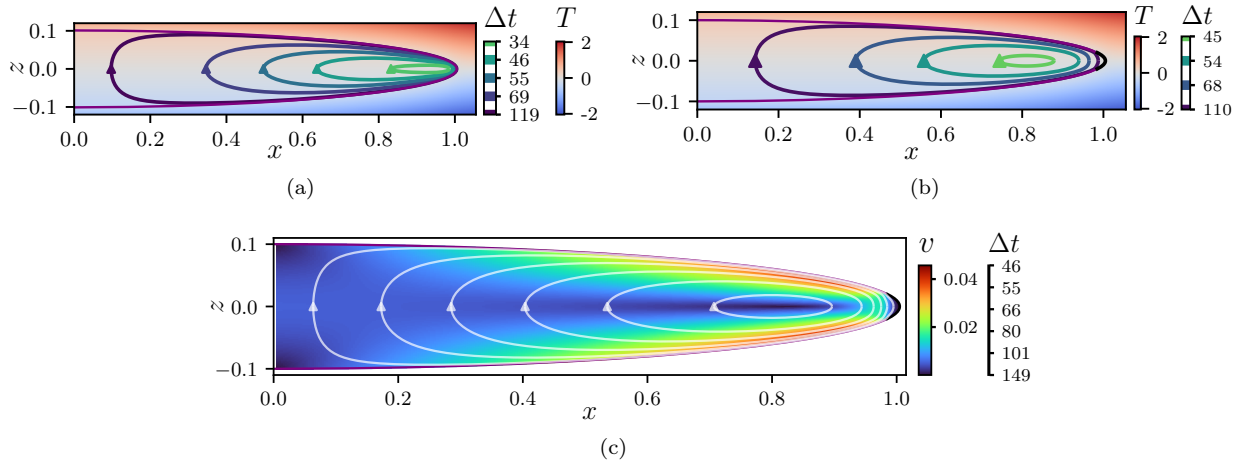 Δt T
0.1 34 2
z 0.0 46 0
55
69
−0.1 119 -2
0.0 0.2 0.4 0.6 0.8 1.0
x
(a)
T Δt
0.1 2 45
z 0.0 0 54
68
−0.1 -2 110
0.0 0.2 0.4 0.6 0.8 1.0
x
(b)
v Δt
0.1 46
0.04 55
z 0.0 66
0.02 80
101
−0.1 149
0.0 0.2 0.4 0.6 0.8 1.0
x
(c)